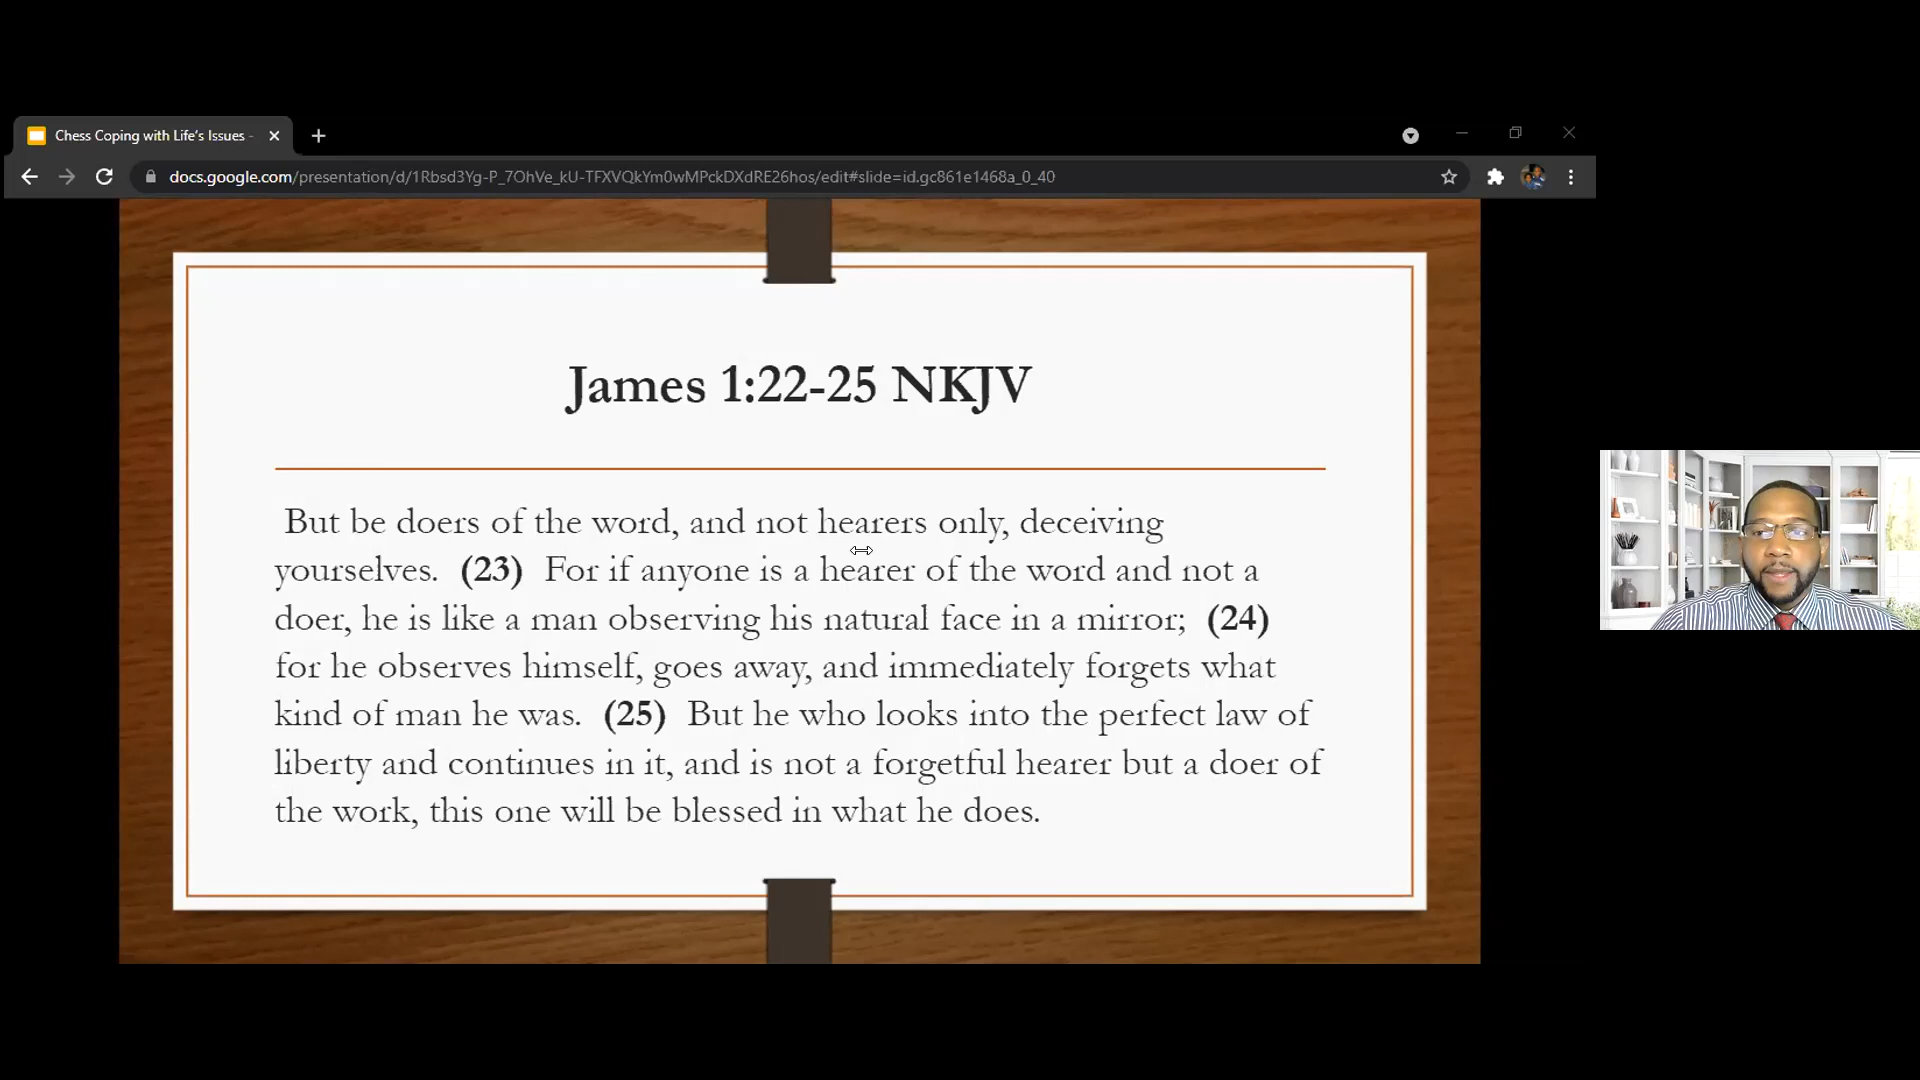 Chess Coping with Life's Issues -
docs.google.com/presentation/d/1Rbsd3Yg-P_7OhVe_kU-TFXVQkYm0wMPckDXdRE26hos/edit#slide=id.gc861e1468a_0_40
James 1:22-25 NKJV
But be doers of the word, and not hearers only, deceiving
yourselves. (23) For if anyone is a hearer of the word and not a
doer, he is like a man observing his natural face in a mirror; (24)
for he observes himself, goes away, and immediately forgets what
kind of man he was. (25) But he who looks into the perfect law of
liberty and continues in it, and is not a forgetful hearer but a doer of
the work, this one will be blessed in what he does.